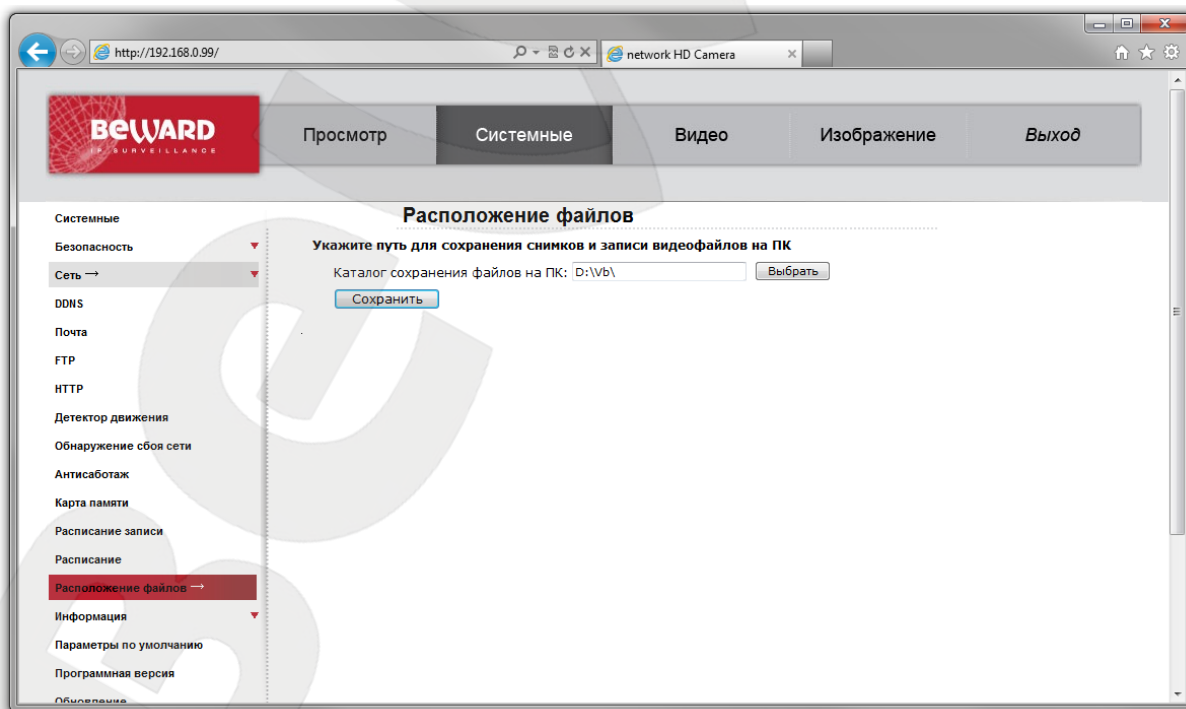 http://192.168.0.99/
network HD Camera
BEWARD
IP SURVEILLANCE
Просмотр
Системные
Видео
Изображение
Выход
Системные
Безопасность
Сеть →
DDNS
Почта
FTP
HTTP
Детектор движения
Обнаружение сбоя сети
Антисаботаж
Карта памяти
Расписание записи
Расписание
Расположение файлов →
Информация
Параметры по умолчанию
Программная версия
Обновление
Расположение файлов
Укажите путь для сохранения снимков и записи видеофайлов на ПК
Каталог сохранения файлов на ПК: D:\Vb\ Выбрать
Сохранить